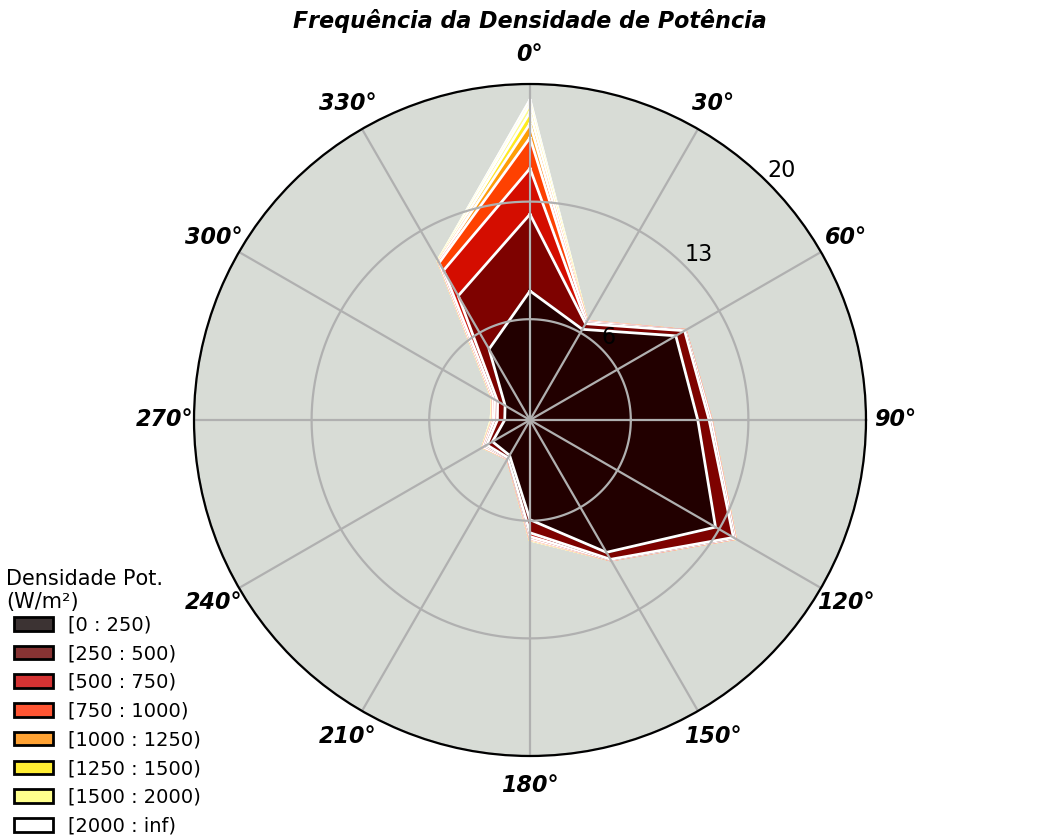 Frequência da Densidade de Potência
0°
330°
30°
20
300°
60°
13
6
270°
90°
240°
120°
210°
150°
180°
Densidade Pot.
(W/m²)
[0 : 250)
[250 : 500)
[500 : 750)
[750 : 1000)
[1000 : 1250)
[1250 : 1500)
[1500 : 2000)
[2000 : inf)